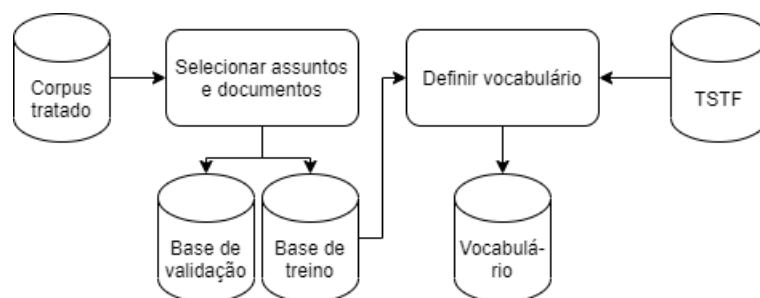 Corpus
tratado
Selecionar assuntos
e documentos
Definir vocabulário
TSTF
Base de
validação
Base de
treino
Vocabulá-
rio